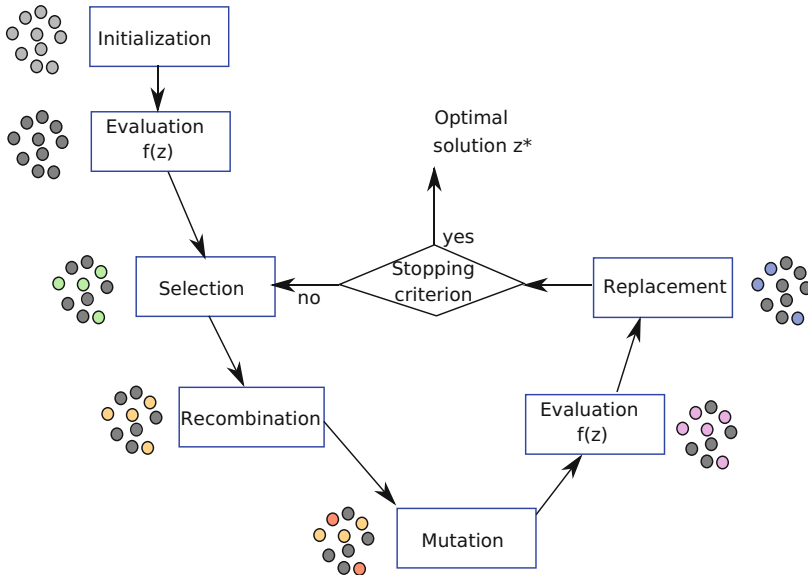 Initialization
Evaluation
f(z)
Optimal
solution z*
yes
Stopping
criterion
no
Selection
Replacement
Recombination
Evaluation
f(z)
Mutation